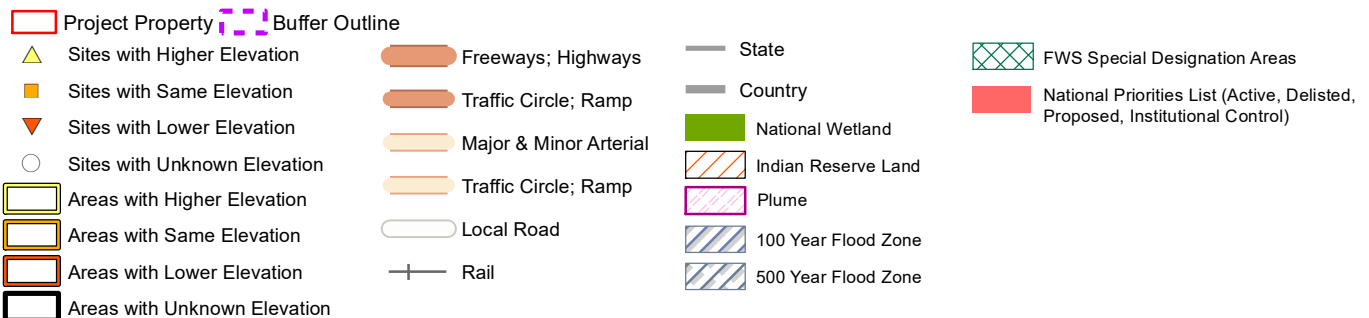 Project Property
Buffer Outline
Sites with Higher Elevation
Sites with Same Elevation
Sites with Lower Elevation
Sites with Unknown Elevation
Areas with Higher Elevation
Areas with Same Elevation
Areas with Lower Elevation
Areas with Unknown Elevation
Freeways; Highways
Traffic Circle; Ramp
Major & Minor Arterial
Traffic Circle; Ramp
Local Road
Rail
State
Country
National Wetland
Indian Reserve Land
Plume
100 Year Flood Zone
500 Year Flood Zone
FWS Special Designation Areas
National Priorities List (Active, Delisted,
Proposed, Institutional Control)